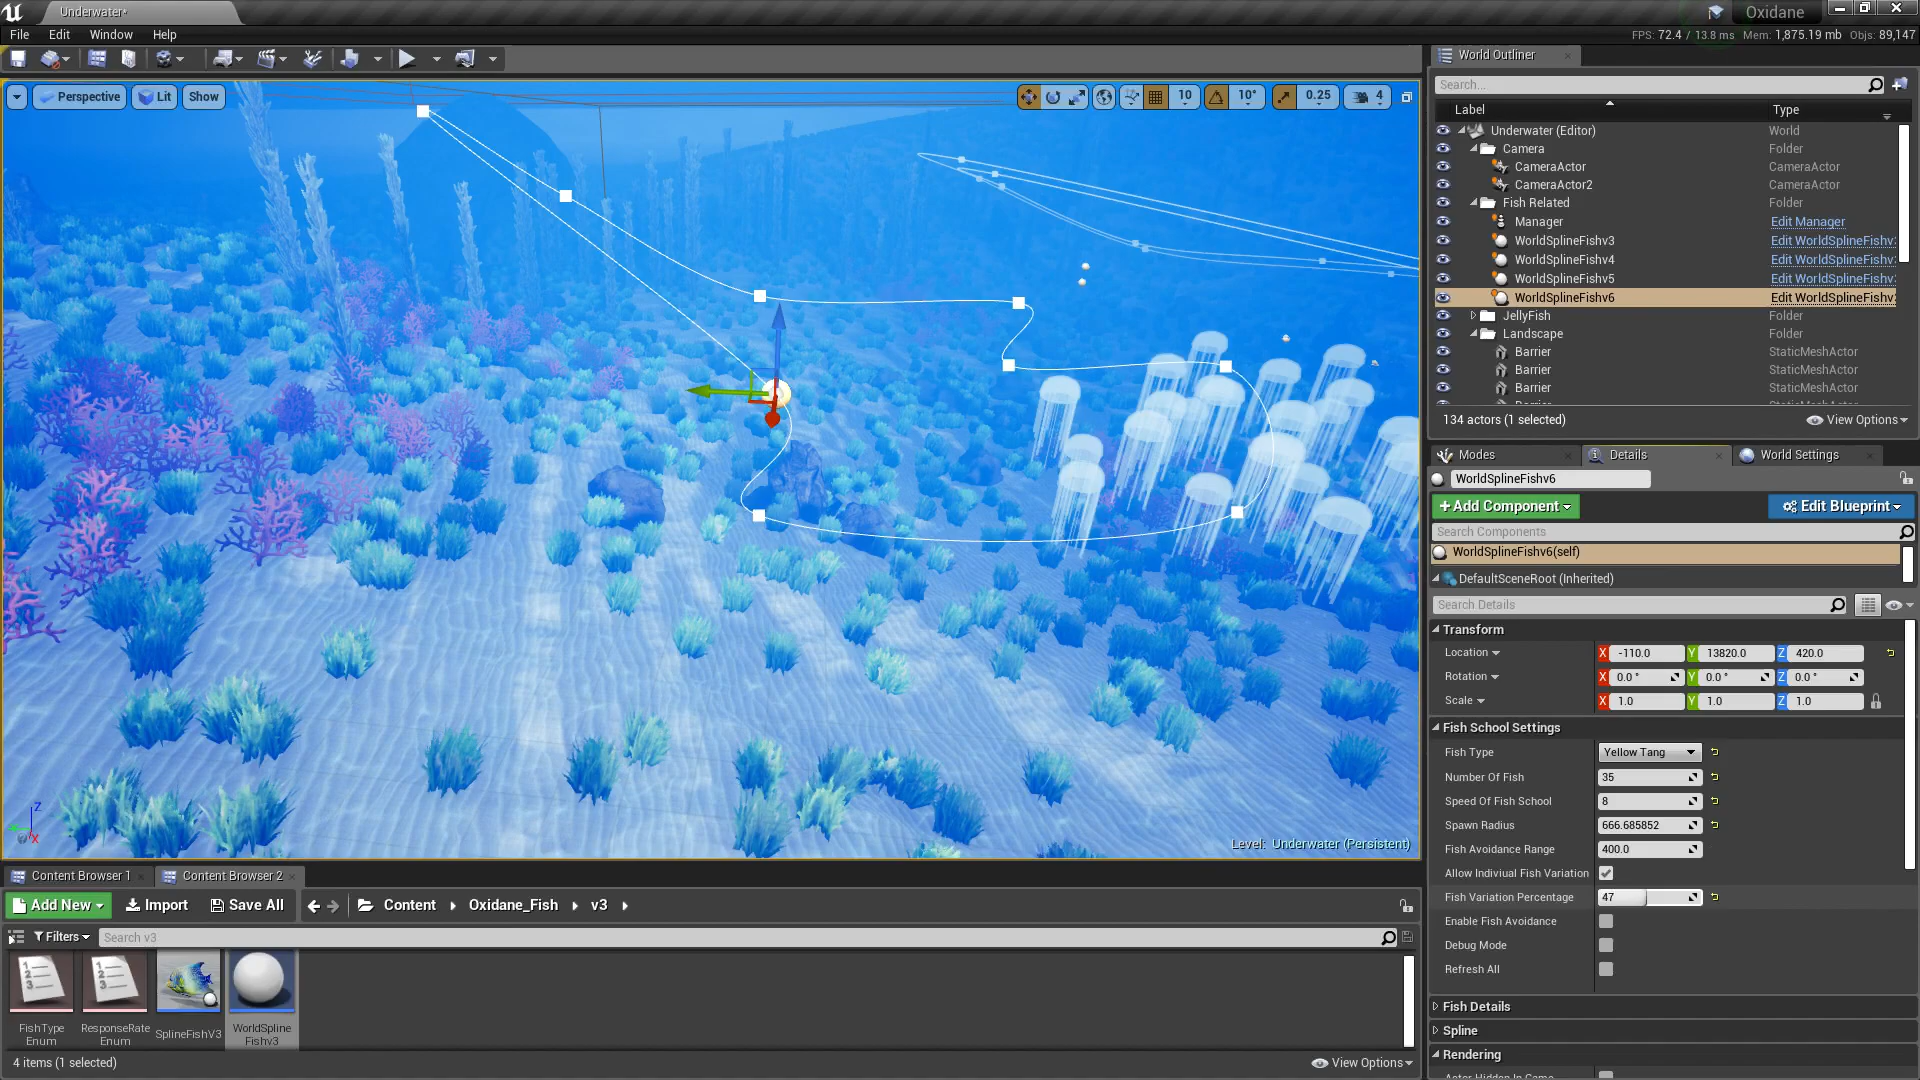 Underwater*
Oxidane
File Edit Window Help
FPS: 72.4 / 13.8 ms Mem: 1,875.19 mb Objs: 89,147
Perspective Lit Show
10 10° 0.25 4
Level: Underwater (Persistent)
Z
X
World Outliner
Search...
Label Type
Underwater (Editor) World
Camera Folder
CameraActor CameraActor
CameraActor2 CameraActor
Fish Related Folder
Manager Edit Manager
WorldSplineFishv3 Edit WorldSplineFishv
WorldSplineFishv4 Edit WorldSplineFishv
WorldSplineFishv5 Edit WorldSplineFishv
WorldSplineFishv6 Edit WorldSplineFishv
JellyFish Folder
Landscape Folder
Barrier StaticMeshActor
Barrier StaticMeshActor
Barrier StaticMeshActor
134 actors (1 selected) View Options
Modes Details World Settings
WorldSplineFishv6
+ Add Component Edit Blueprint
Search Components
WorldSplineFishv6(self)
DefaultSceneRoot (Inherited)
Search Details
Transform
Location X -110.0 Y 13820.0 Z 420.0
Rotation X 0.0 ° Y 0.0 ° Z 0.0 °
Scale X 1.0 Y 1.0 Z 1.0
Fish School Settings
Fish Type Yellow Tang
Number Of Fish 35
Speed Of Fish School 8
Spawn Radius 666.685852
Fish Avoidance Range 400.0
Allow Indiviual Fish Variation
Fish Variation Percentage 47
Enable Fish Avoidance
Debug Mode
Refresh All
Fish Details
Spline
Rendering
Actor Hidden In Game
Content Browser 1 Content Browser 2
Add New Import Save All Content Oxidane_Fish v3
Filters Search v3
FishType
Enum
ResponseRate
Enum
SplineFishV3
WorldSpline
Fishv3
4 items (1 selected) View Options